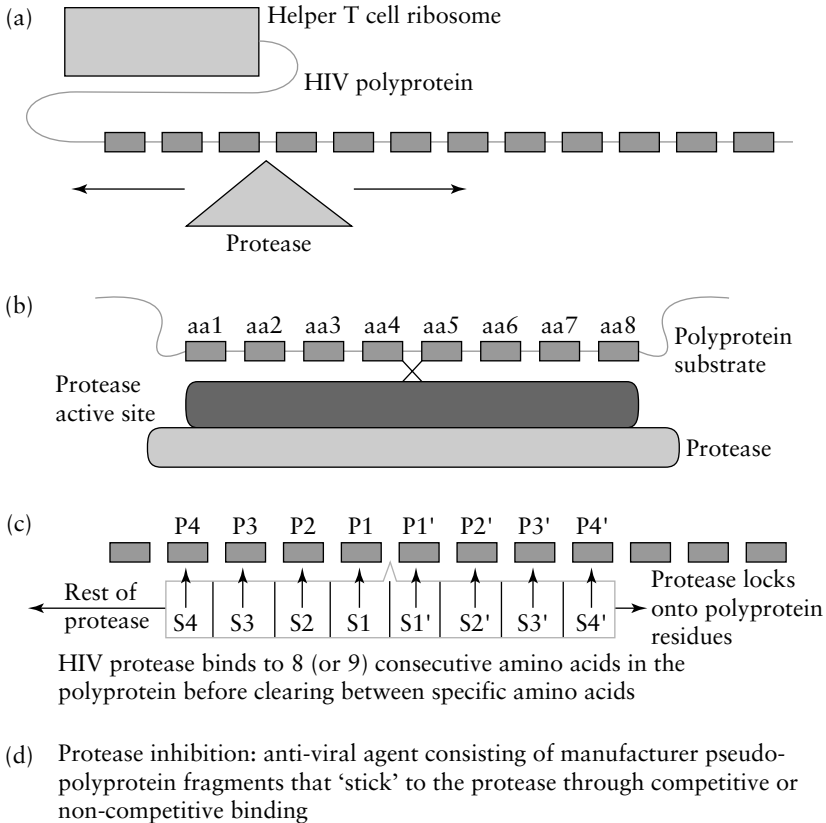 (a)
Helper T cell ribosome
HIV polyprotein
Protease
(b)
aa1 aa2 aa3 aa4 aa5 aa6 aa7 aa8
Polyprotein
substrate
Protease
active site
Protease
(c)
P4 P3 P2 P1 P1' P2' P3' P4'
Rest of
protease
S4 S3 S2 S1 S1' S2' S3' S4'
Protease locks
onto polyprotein
residues
HIV protease binds to 8 (or 9) consecutive amino acids in the
polyprotein before clearing between specific amino acids
(d) Protease inhibition: anti-viral agent consisting of manufacturer pseudo-
polyprotein fragments that ‘stick’ to the protease through competitive or
non-competitive binding